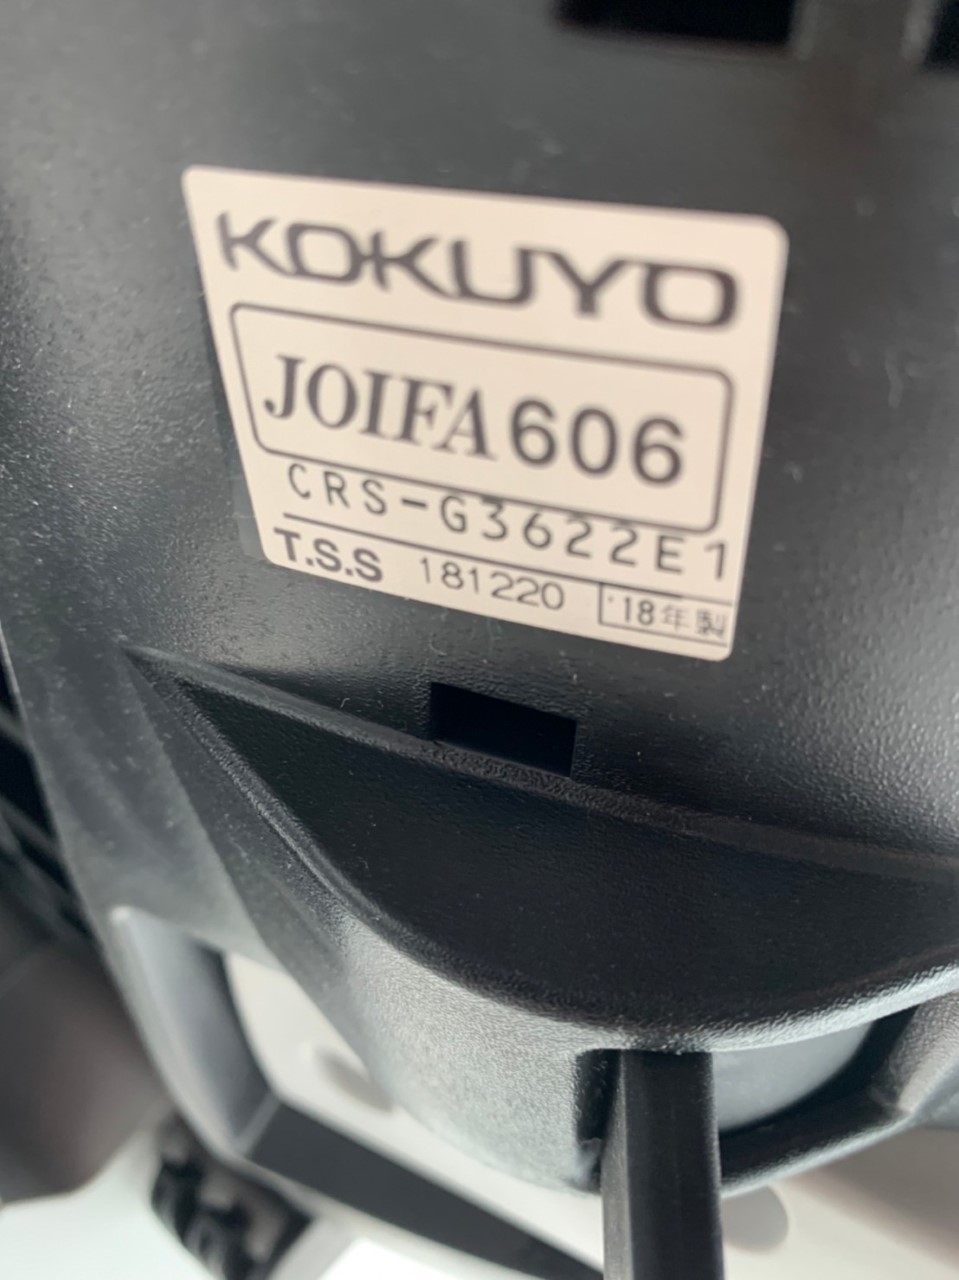 KOKUYO
JOIFA606
CRS-G3622E1
T.S.S 181220 '18年製